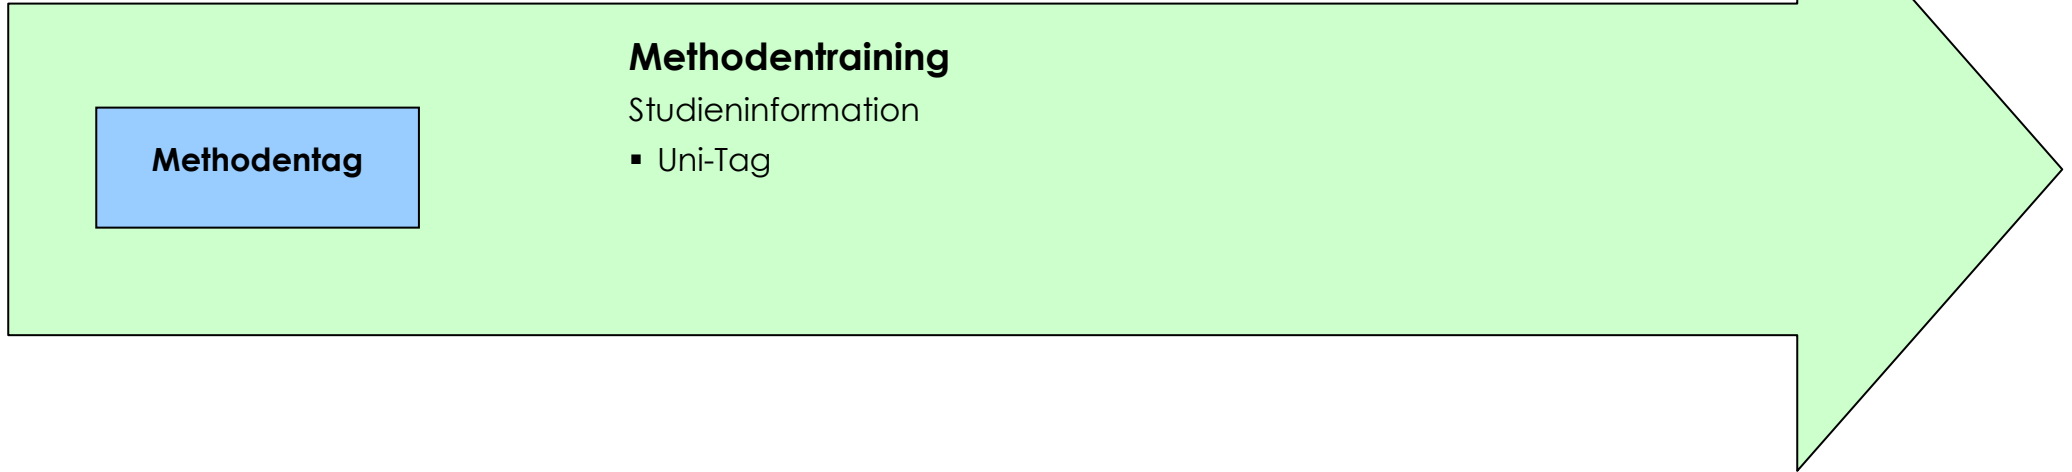 Methodentraining
Studieninformation
▪ Uni-Tag
Methodentag